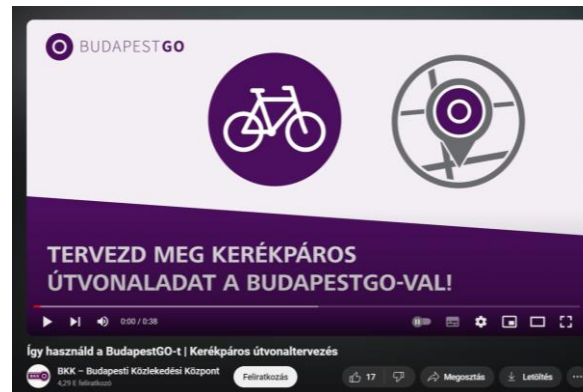 BUDAPESTGO
TERVEZD MEG KERÉKPÁROS
ÚTVONALADAT A BUDAPESTGO-VAL!
0:00 / 0:38
Így használd a BudapestGO-t | Kerékpáros útvonaltervezés
BKK – Budapesti Közlekedési Központ
4,29 E feliratkozó
Feliratkozás
17
Megosztás
Letöltés